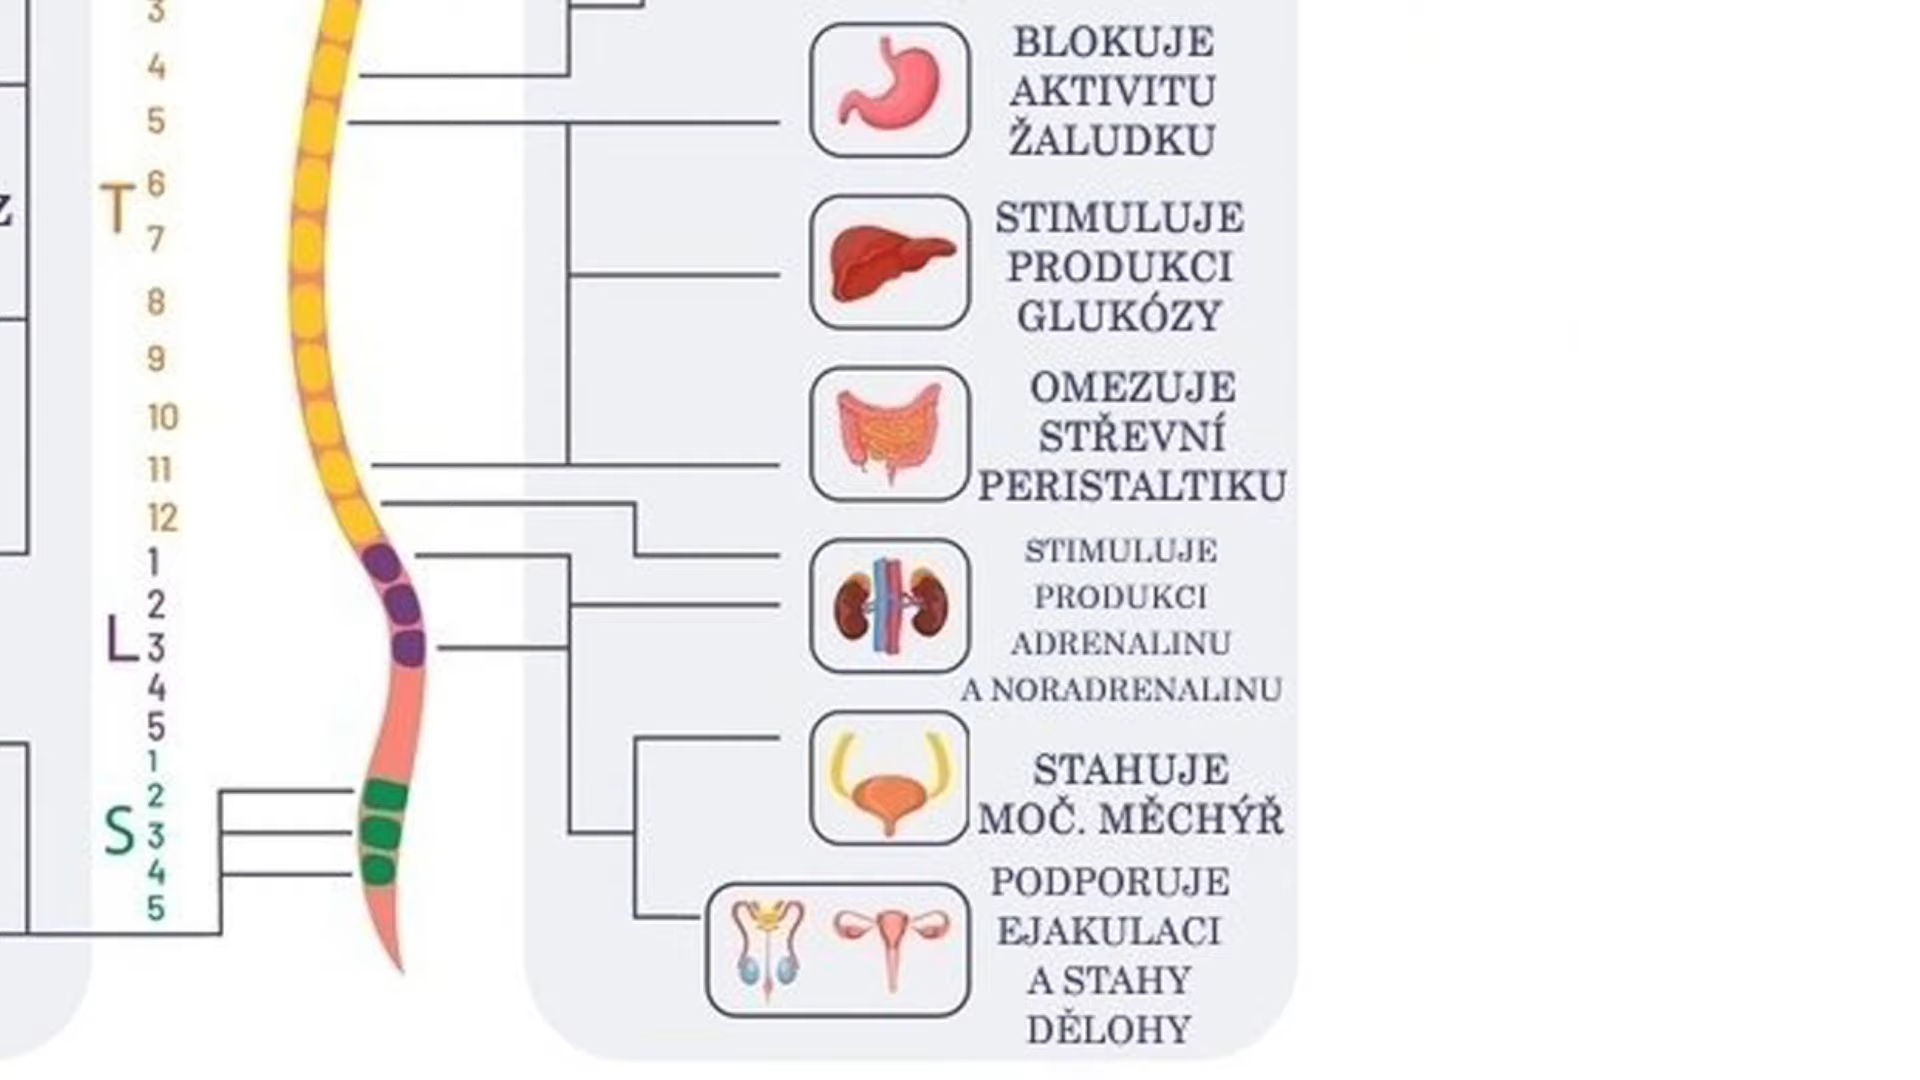 3
4
5
T
6
7
8
9
10
11
12
1
2
L
3
4
5
1
2
S
3
4
5
BLOKUJE
AKTIVITU
ŽALUDKU
STIMULUJE
PRODUKCI
GLUKÓZY
OMEZUJE
STŘEVNÍ
PERISTALTIKU
STIMULUJE
PRODUKCI
ADRENALINU
A NORADRENALINU
STAHUJE
MOČ. MĚCHÝŘ
PODPORUJE
EJAKULACI
A STAHY
DĚLOHY